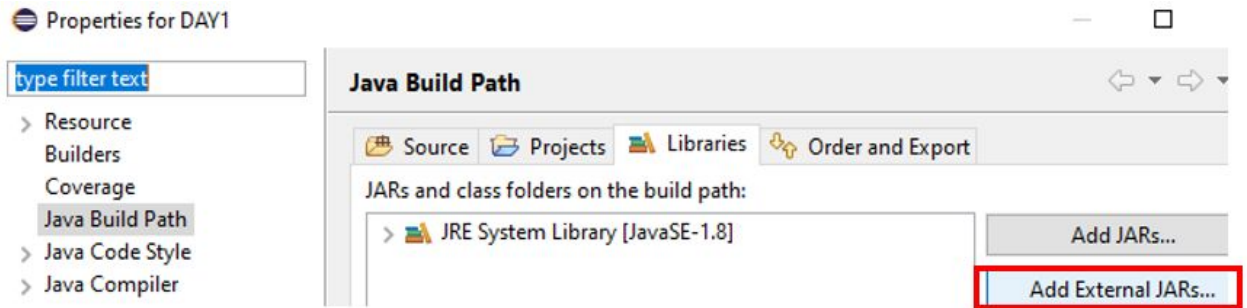 Properties for DAY1
type filter text
Resource
Builders
Coverage
Java Build Path
Java Code Style
Java Compiler
Java Build Path
Source Projects Libraries Order and Export
JARs and class folders on the build path:
JRE System Library [JavaSE-1.8]
Add JARs...
Add External JARs...